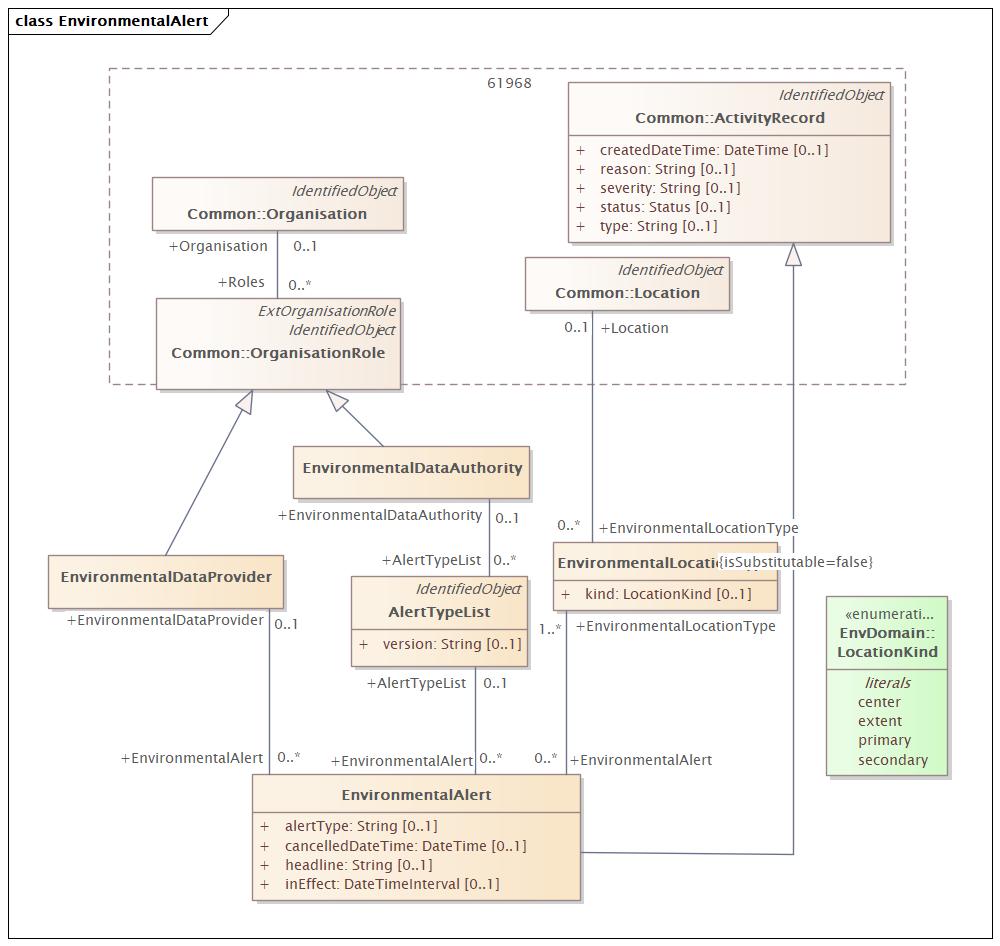 class EnvironmentalAlert
61968
IdentifiedObject
Common::ActivityRecord
+ createdDateTime: DateTime [0..1]
+ reason: String [0..1]
+ severity: String [0..1]
+ status: Status [0..1]
+ type: String [0..1]
IdentifiedObject
Common::Organisation
+Organisation 0..1
+Roles 0..*
IdentifiedObject
Common::Location
0..1 +Location
ExtOrganisationRole
IdentifiedObject
Common::OrganisationRole
EnvironmentalDataAuthority
+EnvironmentalDataAuthority 0..1
+AlertTypeList 0..*
0..* +EnvironmentalLocationType
EnvironmentalLocati
{isSubstitutable=false}
+ kind: LocationKind [0..1]
1..* +EnvironmentalLocationType
EnvironmentalDataProvider
+EnvironmentalDataProvider 0..1
IdentifiedObject
AlertTypeList
+ version: String [0..1]
+AlertTypeList 0..1
«enumerati...
EnvDomain::
LocationKind
literals
center
extent
primary
secondary
+EnvironmentalAlert 0..*
+EnvironmentalAlert 0..*
0..* +EnvironmentalAlert
EnvironmentalAlert
+ alertType: String [0..1]
+ cancelledDateTime: DateTime [0..1]
+ headline: String [0..1]
+ inEffect: DateTimeInterval [0..1]